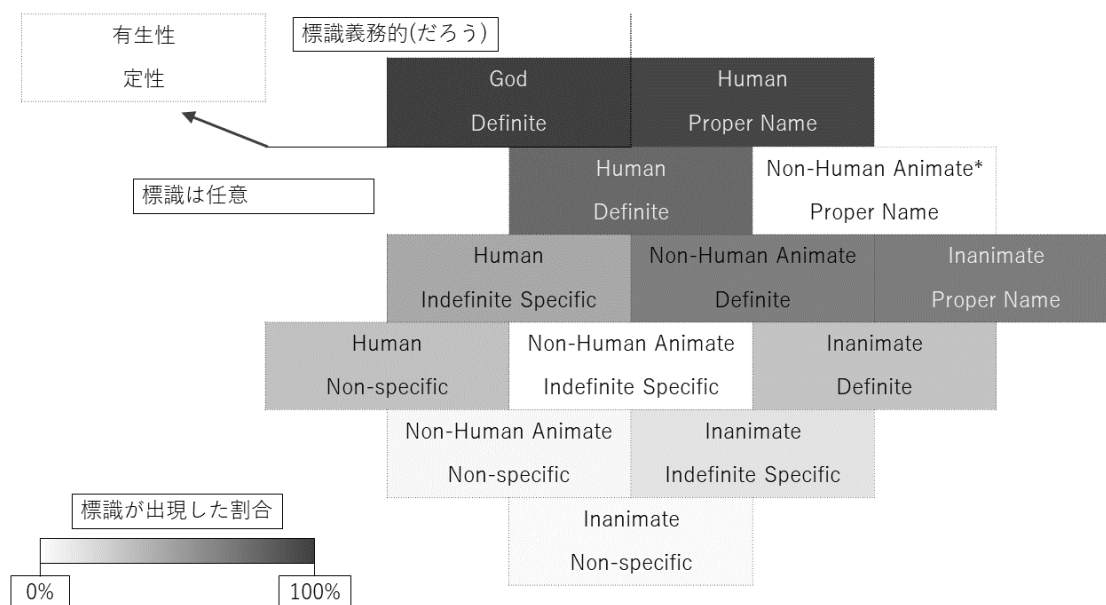 有生性
定性
標識義務的(だろう)
God
Definite
Human
Proper Name
標識は任意
Human
Definite
Non-Human Animate*
Proper Name
Human
Indefinite Specific
Non-Human Animate
Definite
Inanimate
Proper Name
Human
Non-specific
Non-Human Animate
Indefinite Specific
Inanimate
Definite
Non-Human Animate
Non-specific
Inanimate
Indefinite Specific
Inanimate
Non-specific
標識が出現した割合
0%
100%